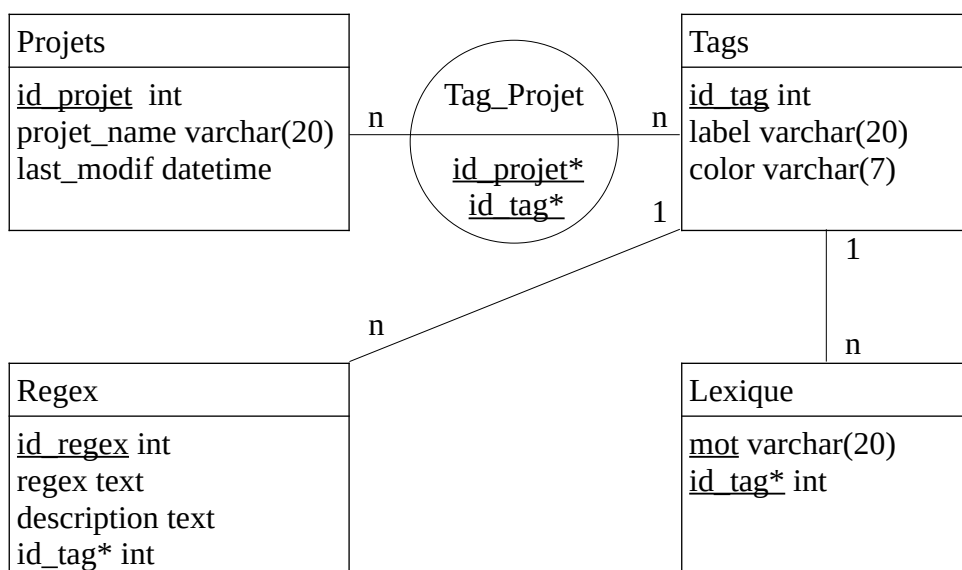 Projets
id_projet int
projet_name varchar(20)
last_modif datetime
n
Tag_Projet
id_projet*
id_tag*
n
Tags
id_tag int
label varchar(20)
color varchar(7)
1
n
1
n
Regex
id_regex int
regex text
description text
id_tag* int
Lexique
mot varchar(20)
id_tag* int